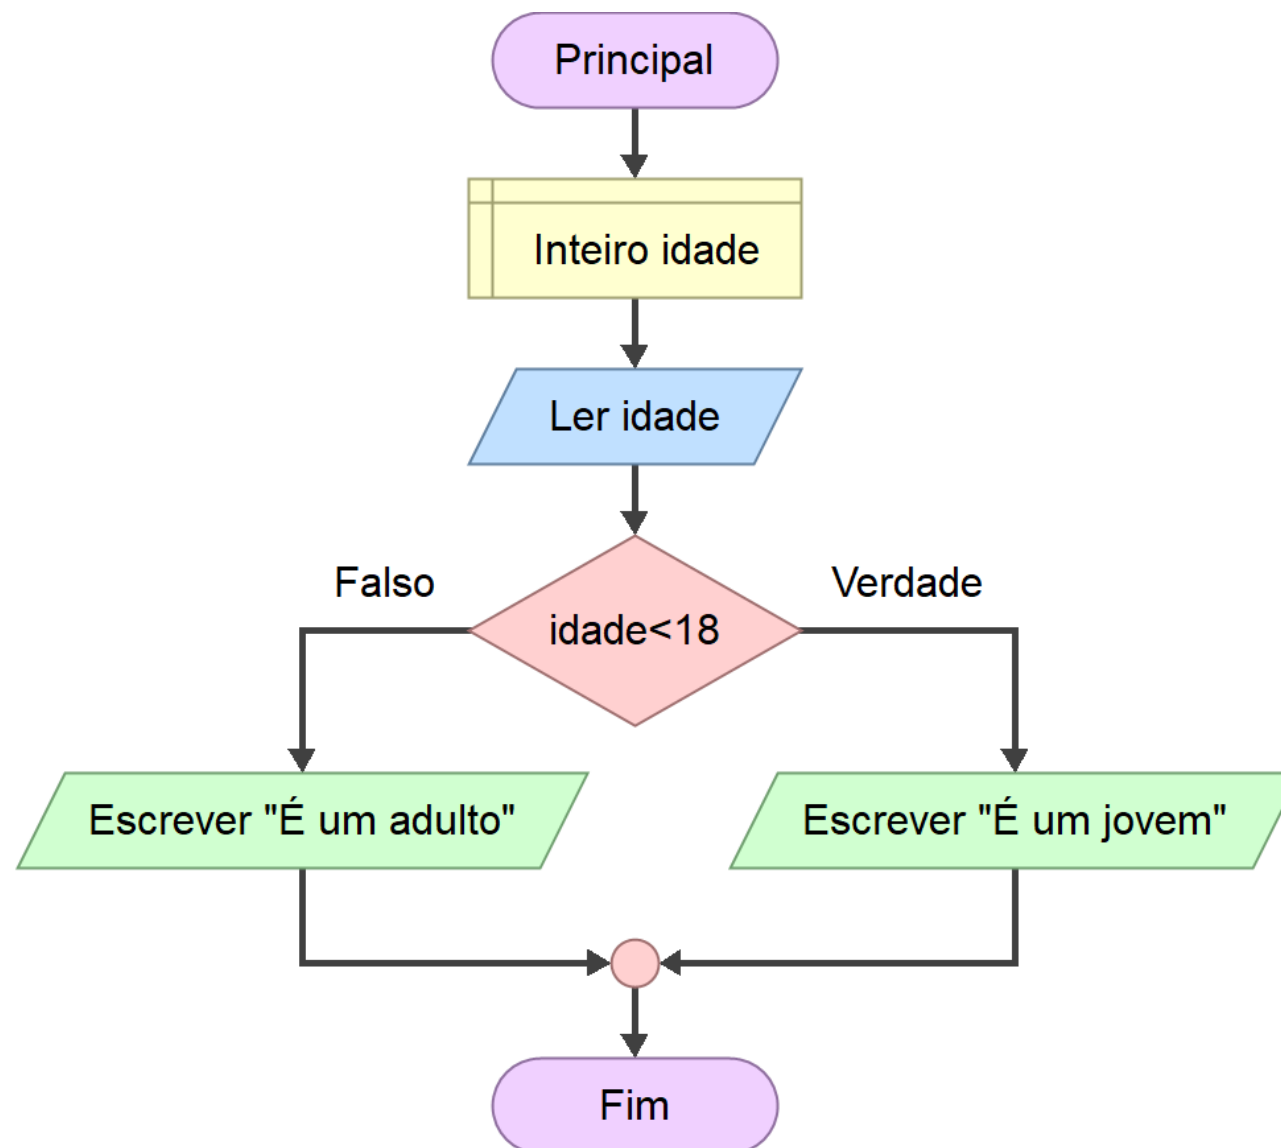 Principal
Inteiro idade
Ler idade
Falso
Verdade
idade<18
Escrever "É um adulto"
Escrever "É um jovem"
Fim